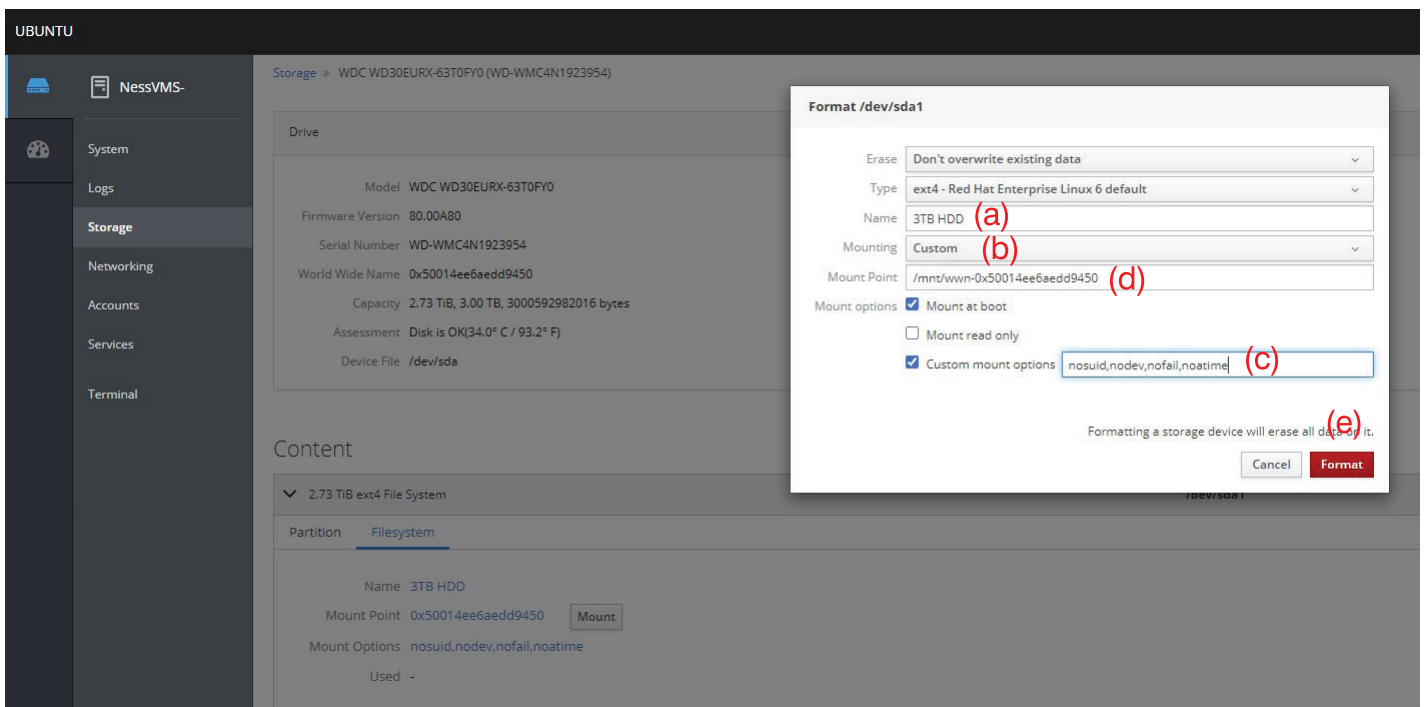 UBUNTU
NessVMS-
System
Logs
Storage
Networking
Accounts
Services
Terminal
Storage » WDC WD30EURX-63T0FY0 (WD-WMC4N1923954)
Drive
Model WDC WD30EURX-63T0FY0
Firmware Version 80.00A80
Serial Number WD-WMC4N1923954
World Wide Name 0x50014ee6aedd9450
Capacity 2.73 TiB, 3.00 TB, 3000592982016 bytes
Assessment Disk is OK(34.0° C / 93.2° F)
Device File /dev/sda
Content
2.73 TiB ext4 File System /dev/sda1
Partition Filesystem
Name 3TB HDD
Mount Point 0x50014ee6aedd9450 Mount
Mount Options nosuid,nodev,nofail,noatime
Used -
Format /dev/sda1
Erase Don't overwrite existing data
Type ext4 - Red Hat Enterprise Linux 6 default
Name 3TB HDD (a)
Mounting Custom (b)
Mount Point /mnt/wwn-0x50014ee6aedd9450 (d)
Mount options Mount at boot
Mount read only
Custom mount options nosuid,nodev,nofail,noatime (c)
(e)
Formatting a storage device will erase all data on it.
Cancel Format